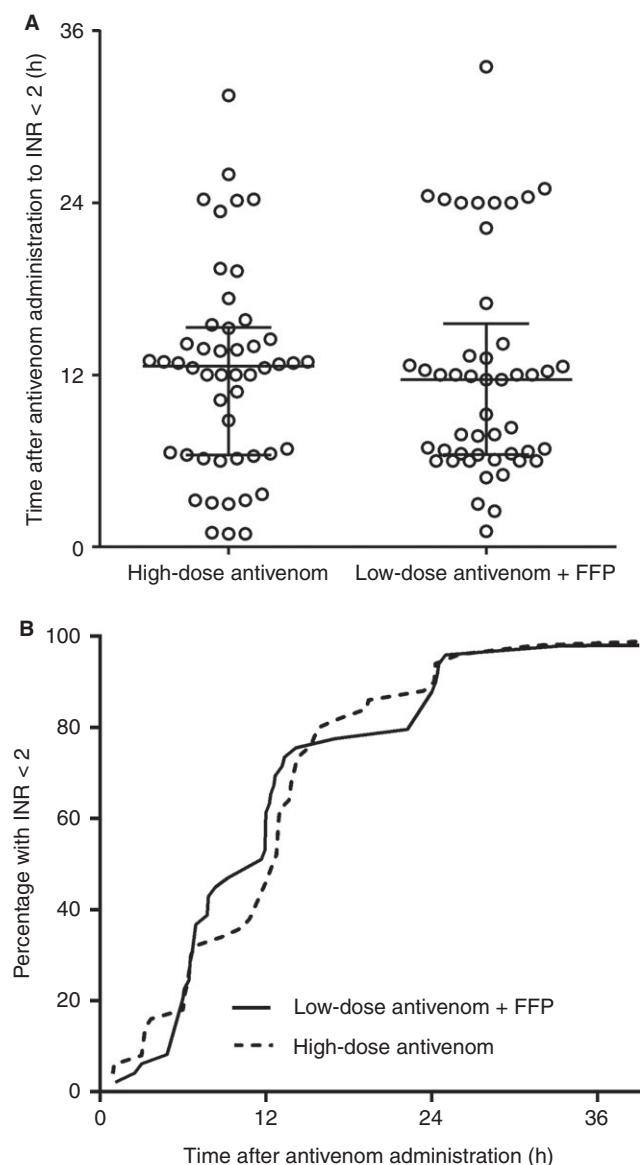 A
36
24
12
0
Time after antivenom administration to INR < 2 (h)
High-dose antivenom
Low-dose antivenom + FFP
B
100
80
60
40
20
0
Percentage with INR < 2
Low-dose antivenom + FFP
High-dose antivenom
0
12
24
36
Time after antivenom administration (h)